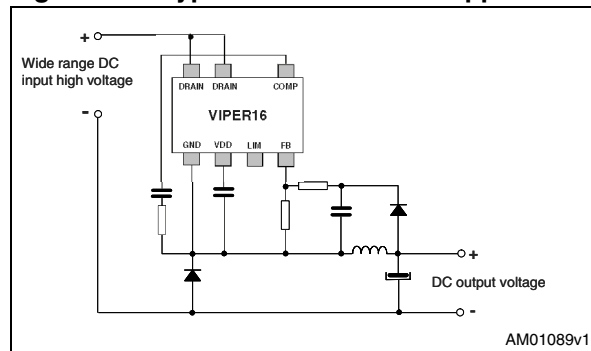 +
Wide range DC
input high voltage
-
DRAIN DRAIN COMP
VIPER16
GND VDD LIM FB
+
DC output voltage
-
AM01089v1